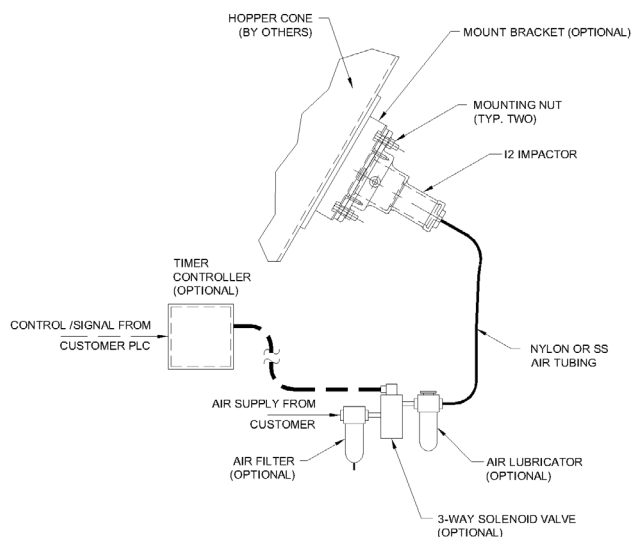 HOPPER CONE
(BY OTHERS)
MOUNT BRACKET (OPTIONAL)
MOUNTING NUT
(TYP. TWO)
I2 IMPACTOR
TIMER
CONTROLLER
(OPTIONAL)
CONTROL /SIGNAL FROM
CUSTOMER PLC
NYLON OR SS
AIR TUBING
AIR SUPPLY FROM
CUSTOMER
AIR FILTER
(OPTIONAL)
AIR LUBRICATOR
(OPTIONAL)
3-WAY SOLENOID VALVE
(OPTIONAL)